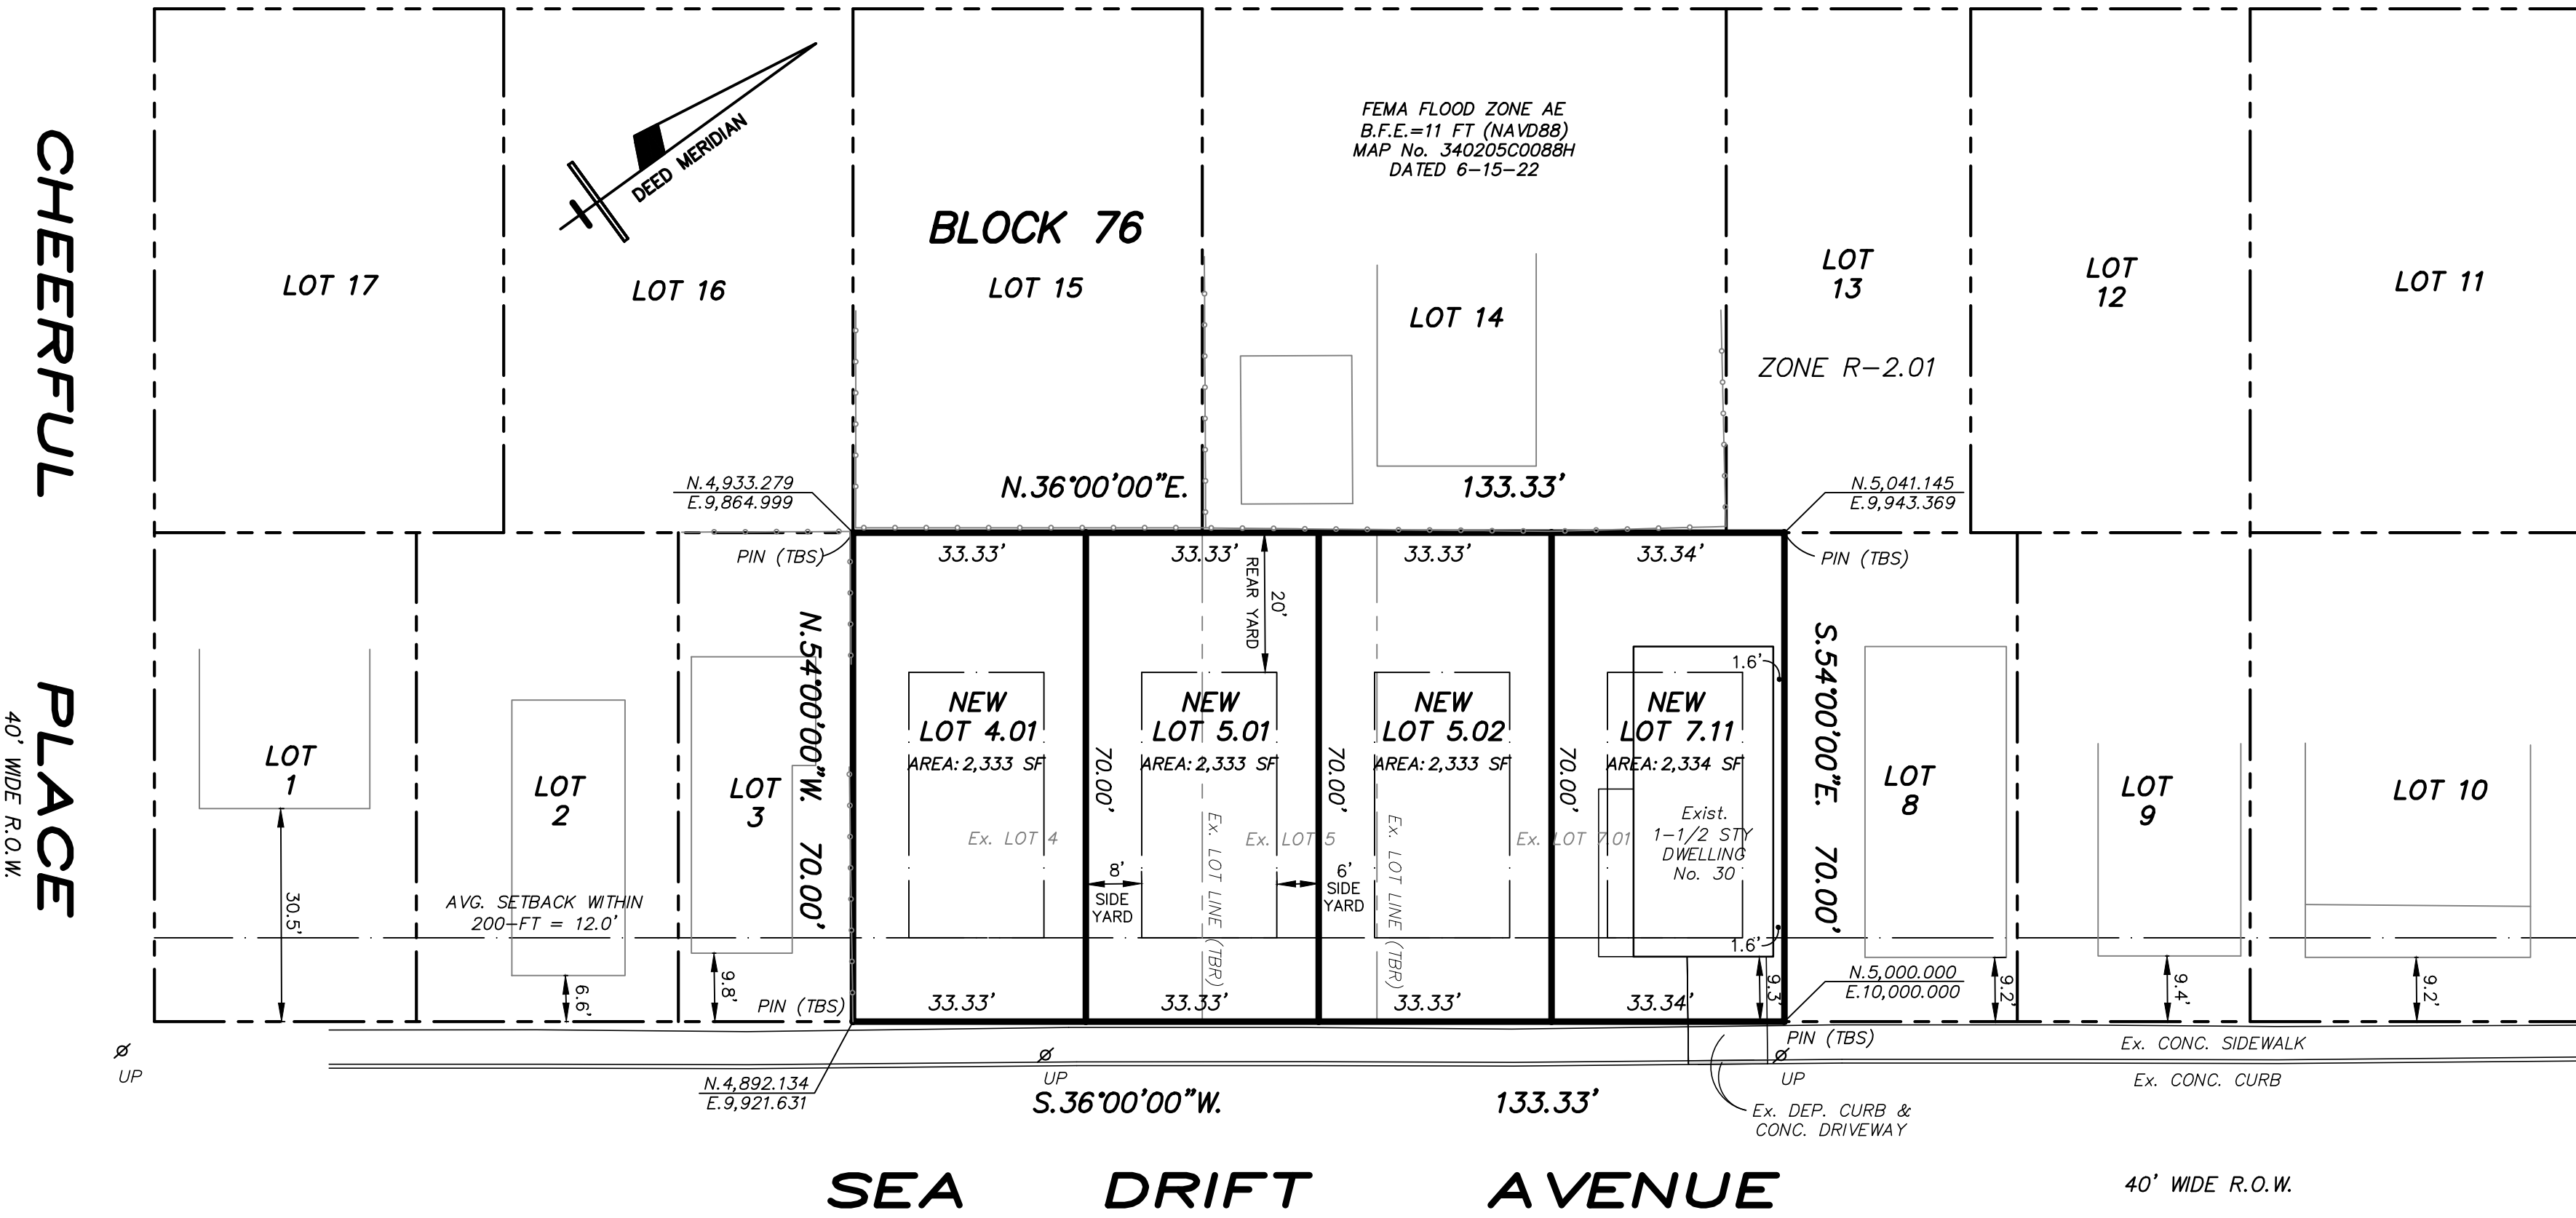 CHEERFUL PLACE
40' WIDE R.O.W.
DEED MERIDIAN
FEMA FLOOD ZONE AE
B.F.E.=11 FT (NAVD88)
MAP No. 340205C0088H
DATED 6-15-22
BLOCK 76
LOT 17
LOT 16
LOT 15
LOT 14
LOT
13
LOT
12
LOT 11
ZONE R-2.01
N.4,933.279
E.9,864.999
N.36°00'00"E.
133.33'
N.5,041.145
E.9,943.369
PIN (TBS)
33.33'
33.33'
33.33'
33.34'
PIN (TBS)
REAR YARD
20'
N.54°00'00"W. 70.00'
S.54°00'00"E. 70.00'
1.6'
NEW
LOT 4.01
AREA: 2,333 SF
NEW
LOT 5.01
AREA: 2,333 SF
NEW
LOT 5.02
AREA: 2,333 SF
NEW
LOT 7.11
AREA: 2,334 SF
70.00'
70.00'
70.00'
LOT
1
LOT
2
LOT
3
LOT
8
LOT
9
LOT 10
Ex. LOT 4
Ex. LOT 5
Ex. LOT 7.01
Exist.
1-1/2 STY
DWELLING
No. 30
Ex. LOT LINE (TBR)
Ex. LOT LINE (TBR)
8'
SIDE
YARD
6'
SIDE
YARD
AVG. SETBACK WITHIN
200-FT = 12.0'
30.5'
6.6'
9.8'
1.6'
9.3'
9.2'
9.4'
9.2'
N.5,000.000
E.10,000.000
PIN (TBS)
33.33'
33.33'
33.33'
33.34'
PIN (TBS)
Ex. CONC. SIDEWALK
Ex. CONC. CURB
UP
UP
UP
N.4,892.134
E.9,921.631
S.36°00'00"W.
133.33'
Ex. DEP. CURB &
CONC. DRIVEWAY
SEA DRIFT AVENUE
40' WIDE R.O.W.